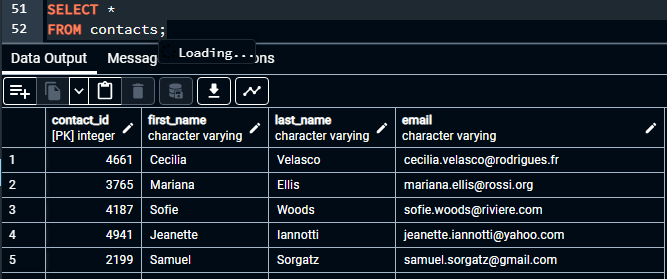 51 SELECT *
52 FROM contacts;
Loading...
Data Output Messag ons
contact_id first_name last_name email
[PK] integer character varying character varying character varying
1 4661 Cecilia Velasco cecilia.velasco@rodrigues.fr
2 3765 Mariana Ellis mariana.ellis@rossi.org
3 4187 Sofie Woods sofie.woods@riviere.com
4 4941 Jeanette Iannotti jeanette.iannotti@yahoo.com
5 2199 Samuel Sorgatz samuel.sorgatz@gmail.com